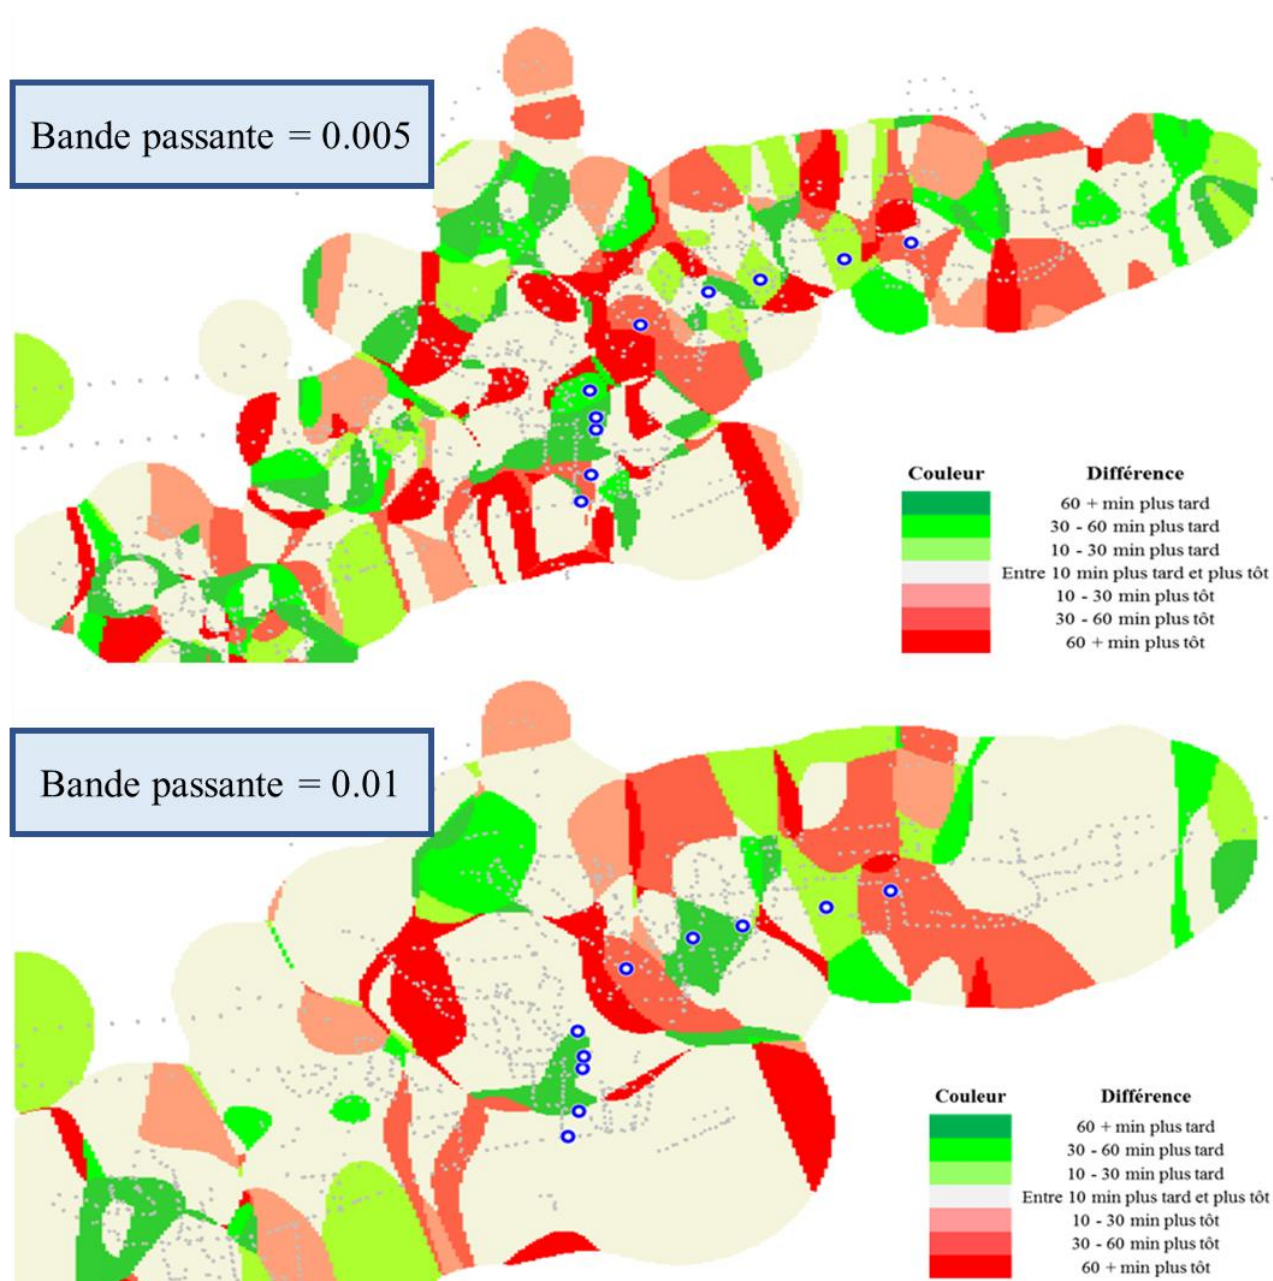 Bande passante = 0.005
Couleur Différence
60 + min plus tard
30 - 60 min plus tard
10 - 30 min plus tard
Entre 10 min plus tard et plus tôt
10 - 30 min plus tôt
30 - 60 min plus tôt
60 + min plus tôt
Bande passante = 0.01
Couleur Différence
60 + min plus tard
30 - 60 min plus tard
10 - 30 min plus tard
Entre 10 min plus tard et plus tôt
10 - 30 min plus tôt
30 - 60 min plus tôt
60 + min plus tôt